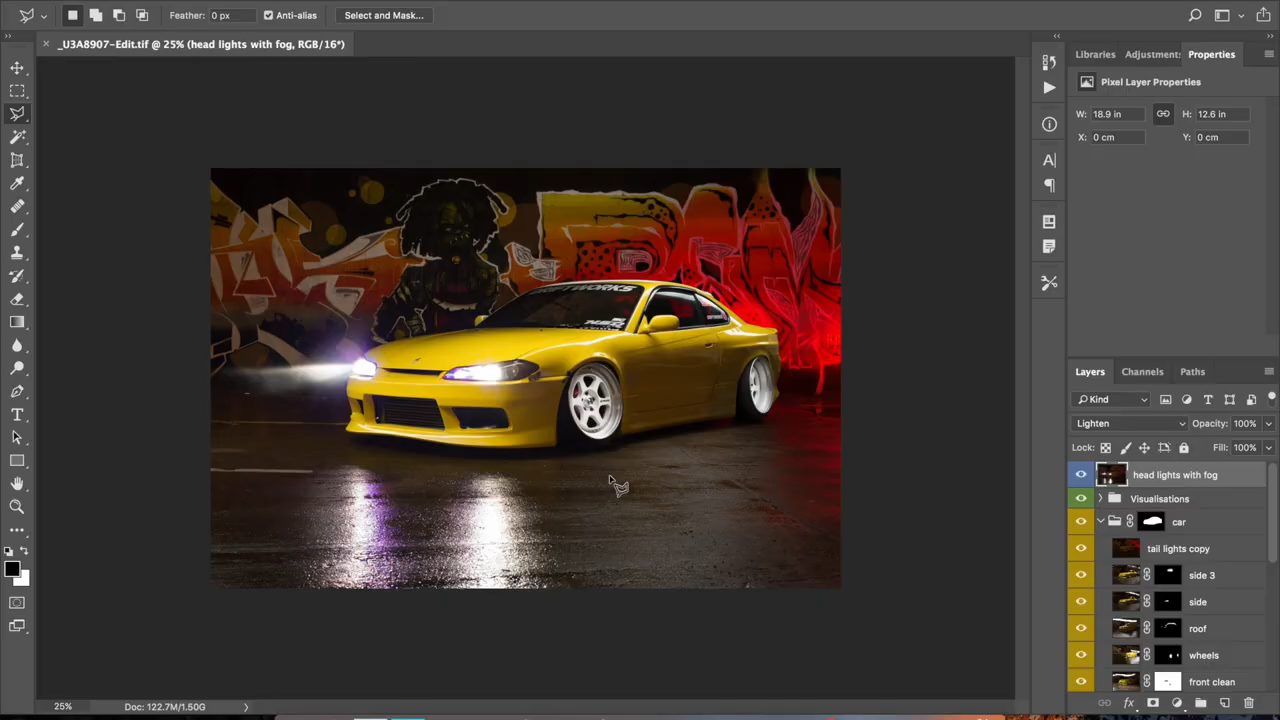 Feather: 0 px Anti-alias Select and Mask...
_U3A8907-Edit.tif @ 25% (head lights with fog, RGB/16*)
Libraries Adjustments Properties
Pixel Layer Properties
W: 18.9 in H: 12.6 in
X: 0 cm Y: 0 cm
Layers Channels Paths
Kind
Lighten Opacity: 100%
Lock: Fill: 100%
head lights with fog
Visualisations
car
tail lights copy
side 3
side
roof
wheels
front clean
25% Doc: 122.7M/1.50G